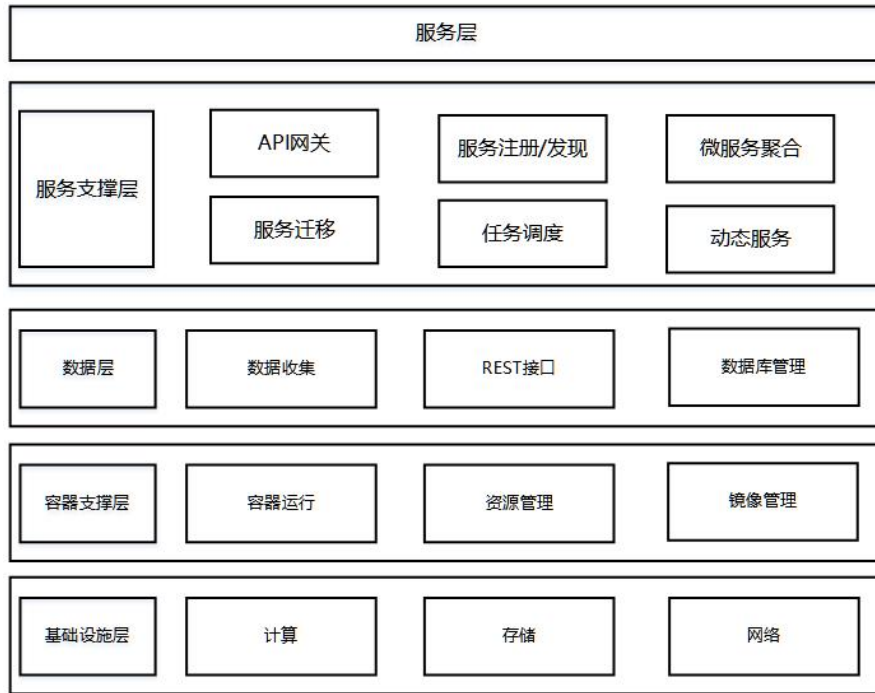 服务层
服务支撑层
API网关
服务注册/发现
微服务聚合
服务迁移
任务调度
动态服务
数据层
数据收集
REST接口
数据库管理
容器支撑层
容器运行
资源管理
镜像管理
基础设施层
计算
存储
网络